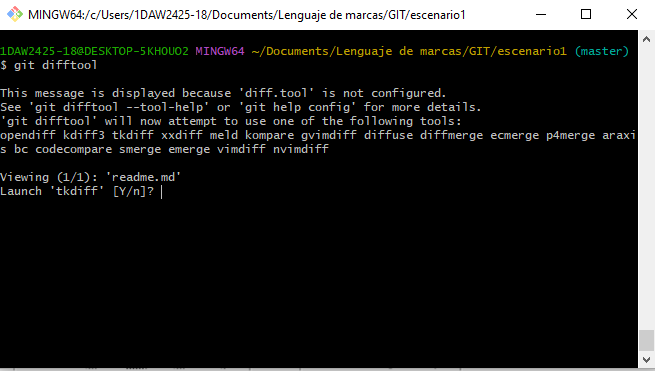 MINGW64:/c/Users/1DAW2425-18/Documents/Lenguaje de marcas/GIT/escenario1
1DAW2425-18@DESKTOP-5KHOUO2 MINGW64 ~/Documents/Lenguaje de marcas/GIT/escenario1 (master)
$ git difftool
This message is displayed because 'diff.tool' is not configured.
See 'git difftool --tool-help' or 'git help config' for more details.
'git difftool' will now attempt to use one of the following tools:
opendiff kdiff3 tkdiff xxdiff meld kompare gvimdiff diffuse diffmerge ecmerge p4merge araxi
s bc codecompare smerge emerge vimdiff nvimdiff
Viewing (1/1): 'readme.md'
Launch 'tkdiff' [Y/n]?